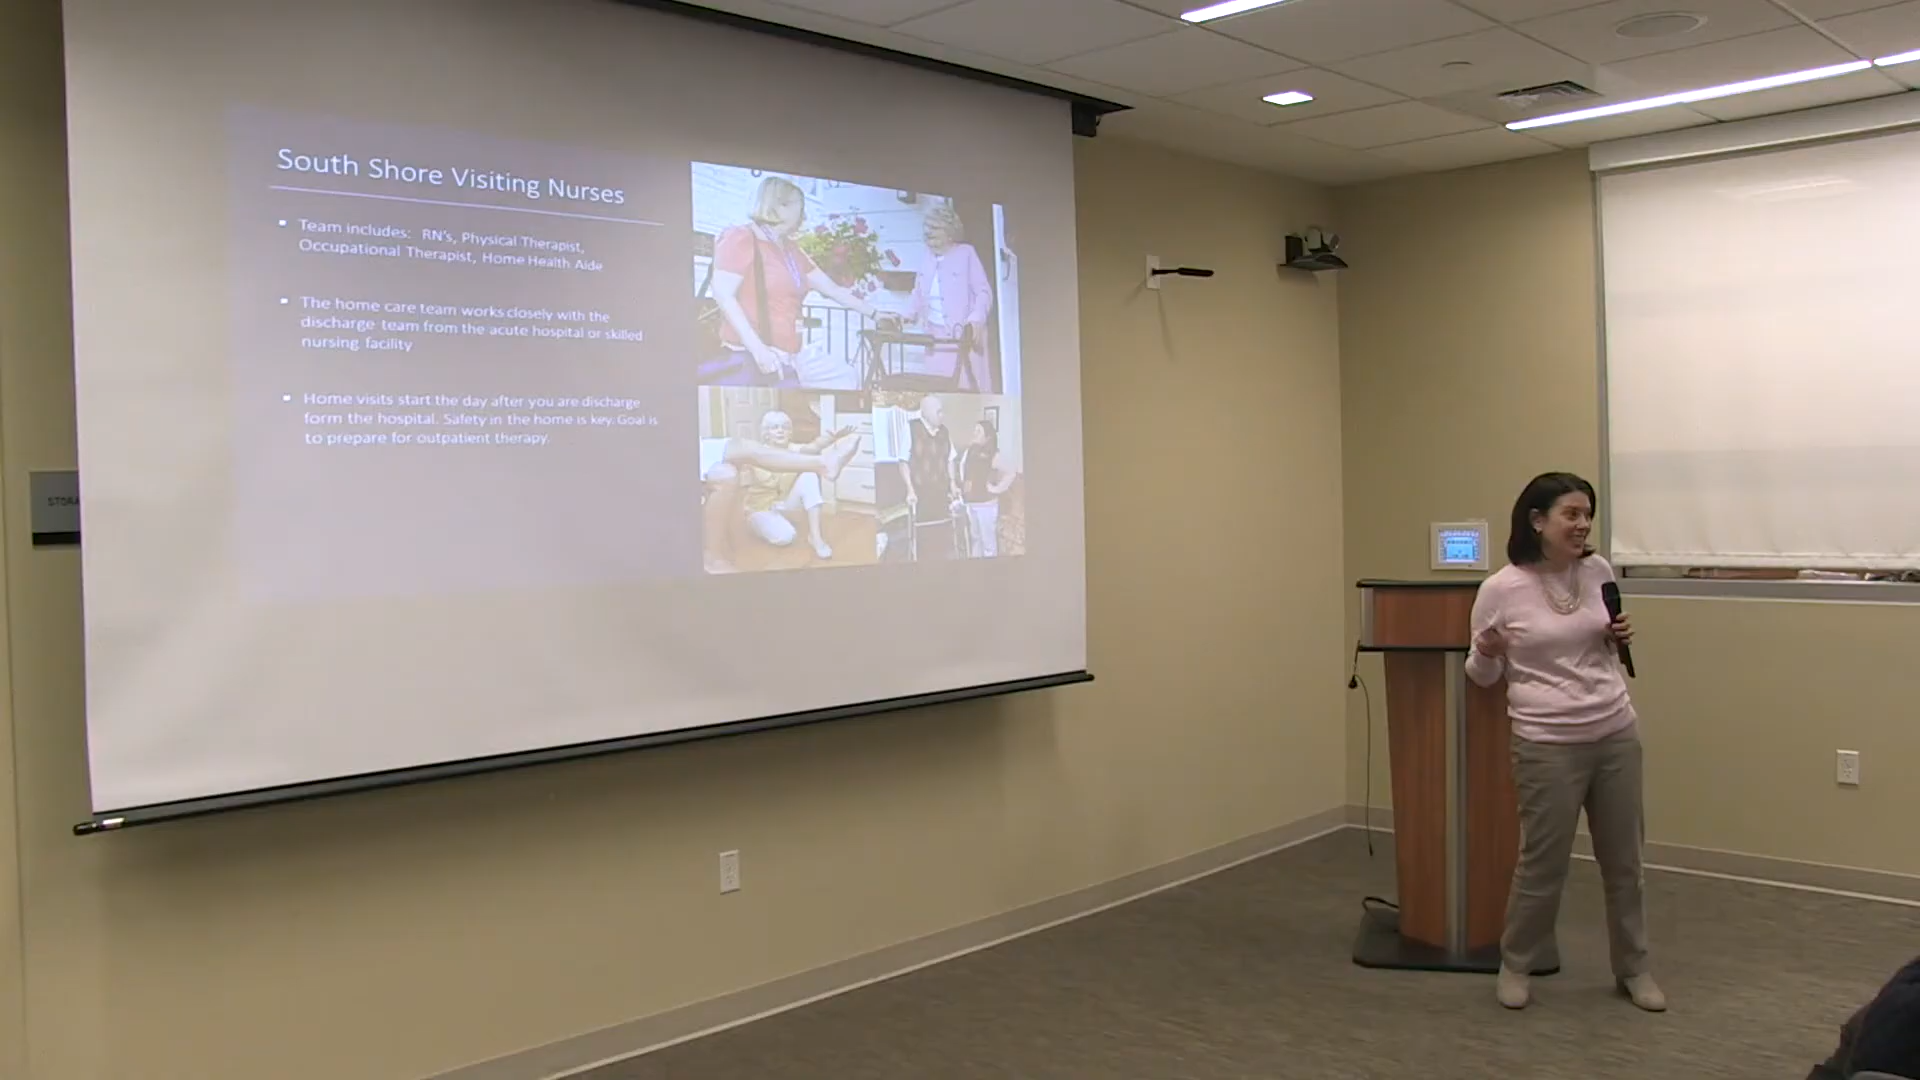 South Shore Visiting Nurses
▪ Team includes: RN's, Physical Therapist,
Occupational Therapist, Home Health Aide
▪ The home care team works closely with the
discharge team from the acute hospital or skilled
nursing facility
▪ Home visits start the day after you are discharge
form the hospital. Safety in the home is key. Goal is
to prepare for outpatient therapy.
STORA